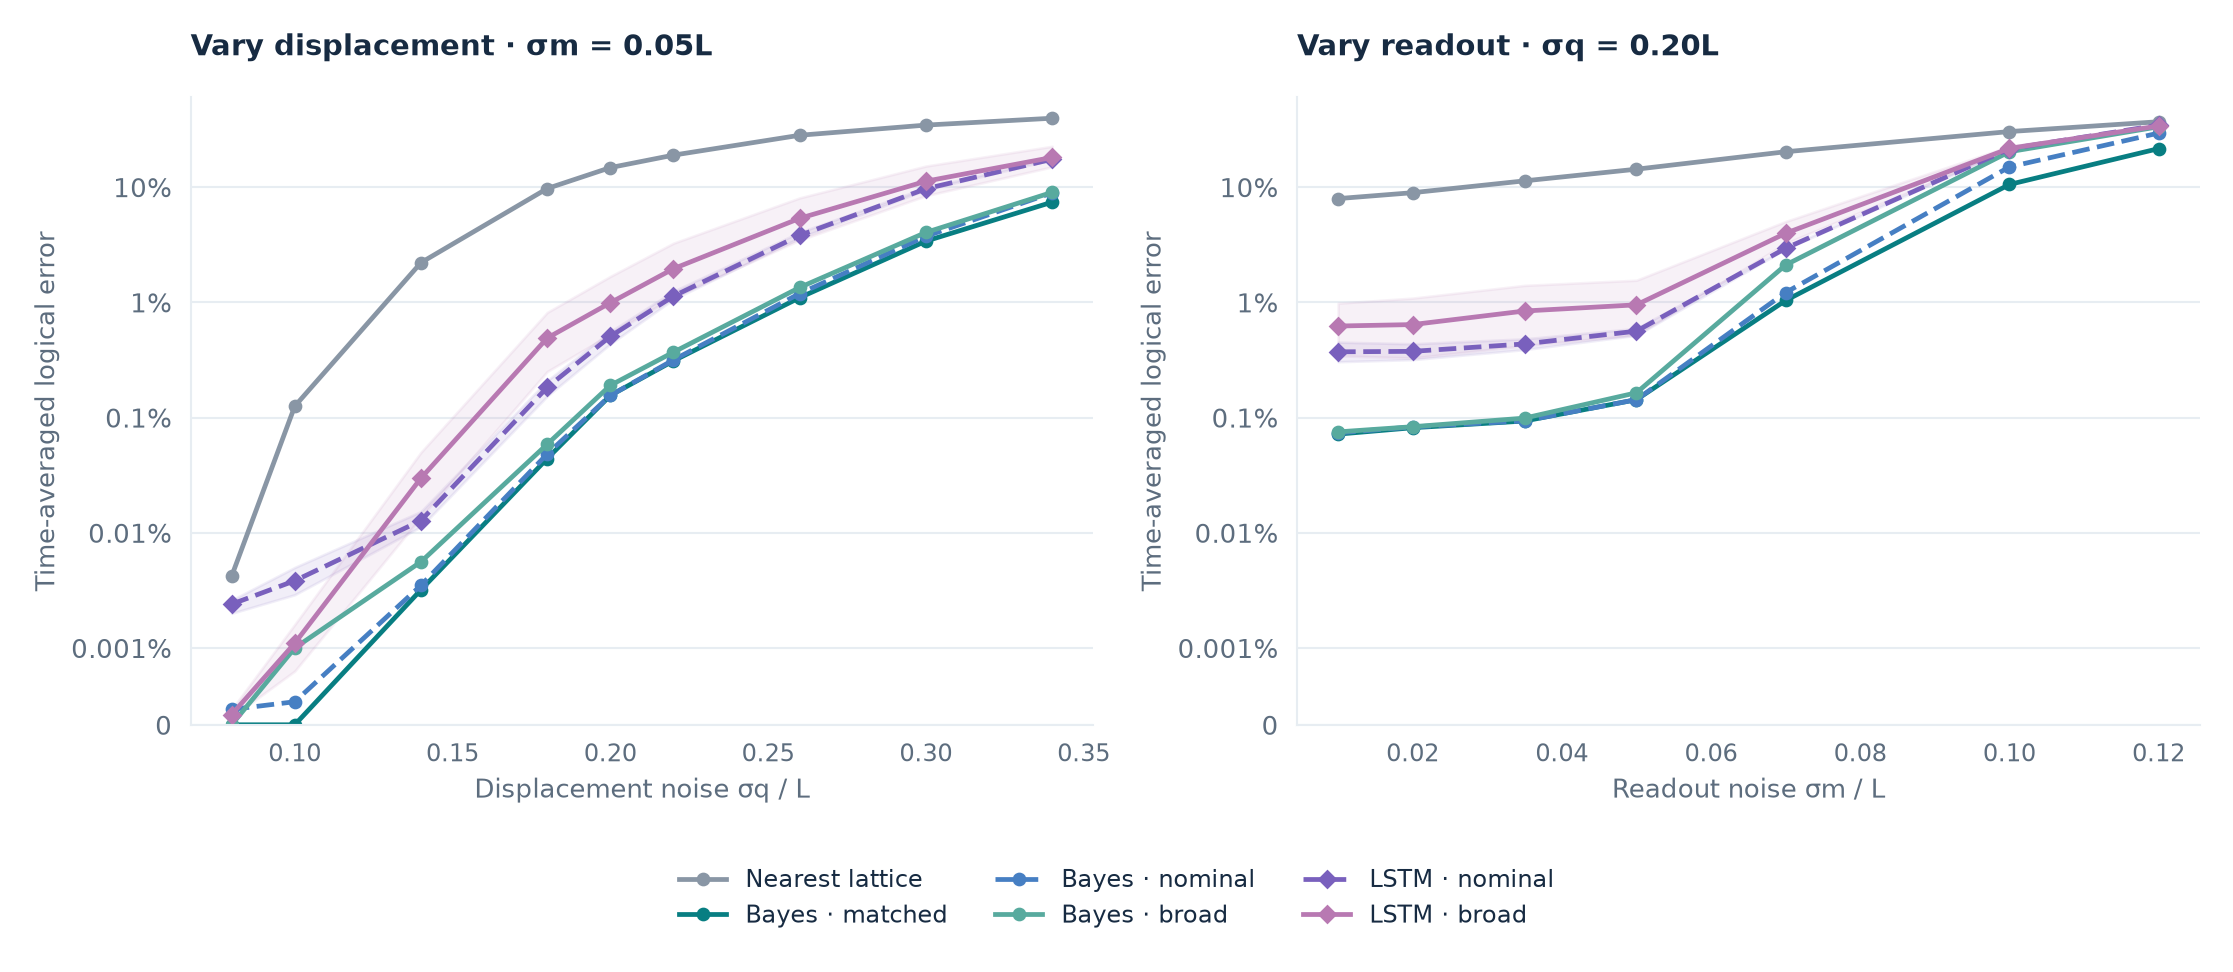 Vary displacement · σm = 0.05L
Time-averaged logical error
10%
1%
0.1%
0.01%
0.001%
0
0.10 0.15 0.20 0.25 0.30 0.35
Displacement noise σq / L
Vary readout · σq = 0.20L
Time-averaged logical error
10%
1%
0.1%
0.01%
0.001%
0
0.02 0.04 0.06 0.08 0.10 0.12
Readout noise σm / L
Nearest lattice Bayes · nominal LSTM · nominal
Bayes · matched Bayes · broad LSTM · broad